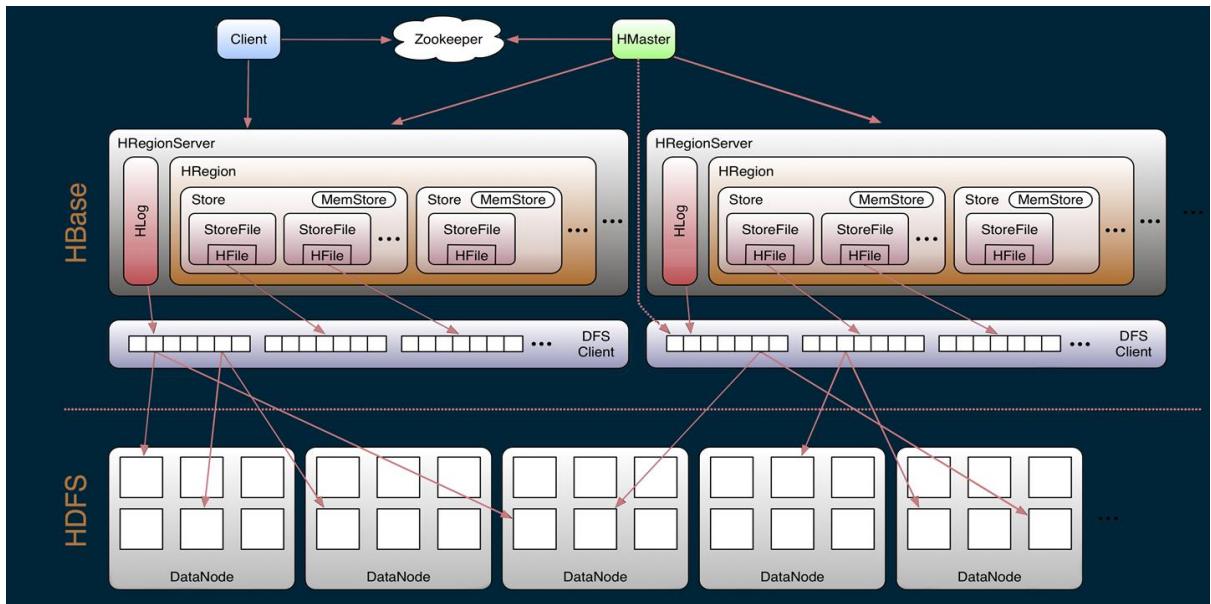 Client
Zookeeper
HMaster
HBase
HRegionServer
HLog
HRegion
Store
MemStore
StoreFile
HFile
StoreFile
HFile
...
Store
MemStore
StoreFile
HFile
...
...
HRegionServer
HLog
HRegion
Store
MemStore
StoreFile
HFile
StoreFile
HFile
...
Store
MemStore
StoreFile
HFile
...
...
...
...
DFS
Client
...
DFS
Client
HDFS
DataNode
DataNode
DataNode
DataNode
DataNode
...